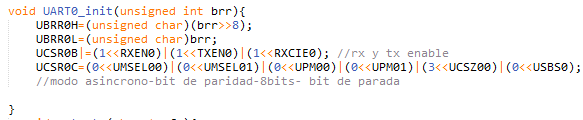 void UART0_init(unsigned int brr){
UBRR0H=(unsigned char)(brr>>8);
UBRR0L=(unsigned char)brr;
UCSR0B|=(1<<RXEN0)|(1<<TXEN0)|(1<<RXCIE0); //rx y tx enable
UCSR0C=(0<<UMSEL00)|(0<<UMSEL01)|(0<<UPM00)|(0<<UPM01)|(3<<UCSZ00)|(0<<USBS0);
//modo asincrono-bit de paridad-8bits- bit de parada
}